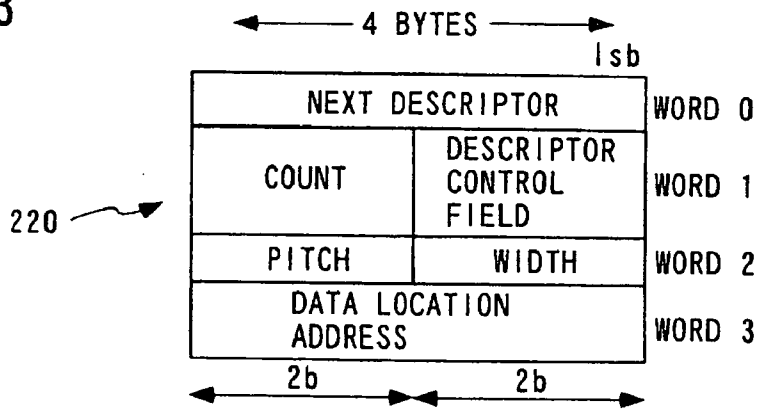 3
4 BYTES
lsb
NEXT DESCRIPTOR WORD 0
COUNT DESCRIPTOR CONTROL FIELD WORD 1
220
PITCH WIDTH WORD 2
DATA LOCATION ADDRESS WORD 3
2b 2b